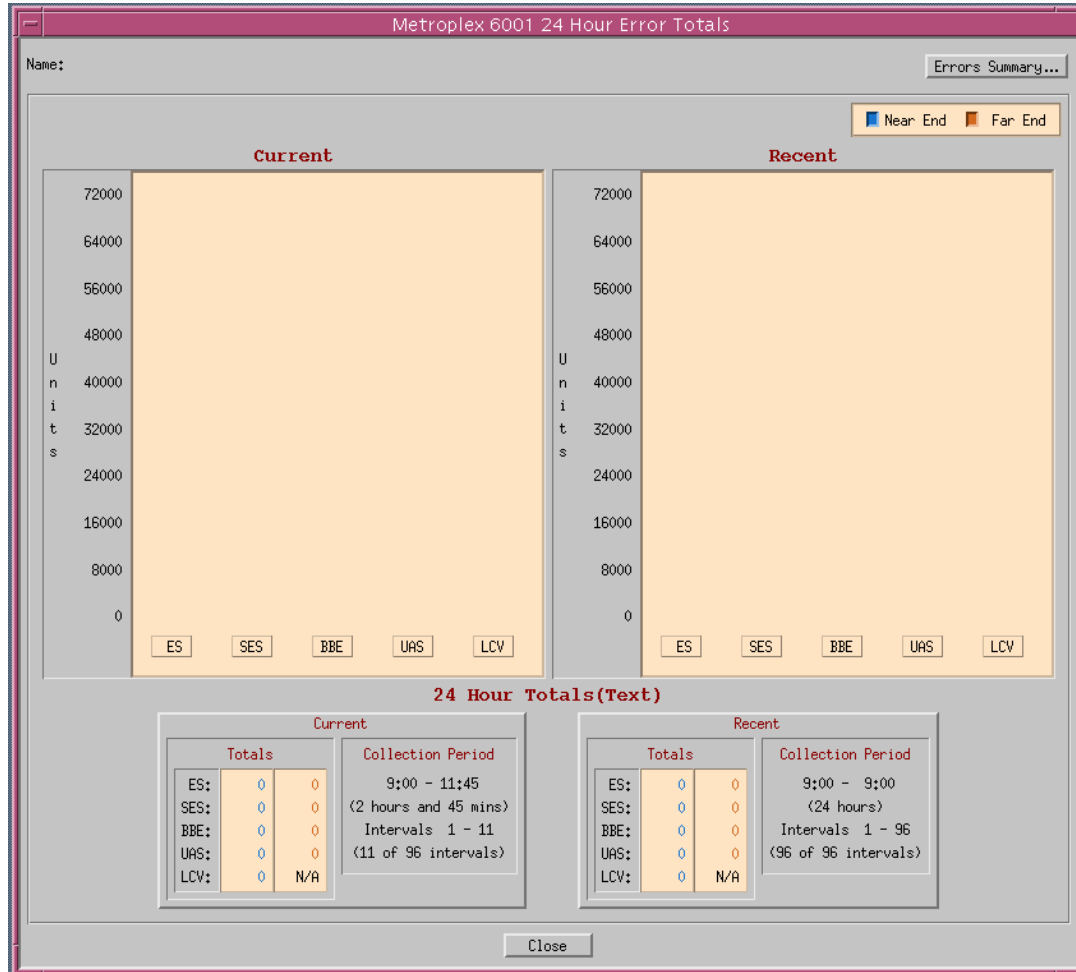 Metroplex 6001 24 Hour Error Totals
Name:
Errors Summary...
Near End
Far End
Current
72000
64000
56000
48000
40000
32000
24000
16000
8000
0
Units
ES
SES
BBE
UAS
LCV
Recent
72000
64000
56000
48000
40000
32000
24000
16000
8000
0
Units
ES
SES
BBE
UAS
LCV
24 Hour Totals(Text)
Current
Totals
ES: 0 0
SES: 0 0
BBE: 0 0
UAS: 0 0
LCV: 0 N/A
Collection Period
9:00 - 11:45
(2 hours and 45 mins)
Intervals 1 - 11
(11 of 96 intervals)
Recent
Totals
ES: 0 0
SES: 0 0
BBE: 0 0
UAS: 0 0
LCV: 0 N/A
Collection Period
9:00 - 9:00
(24 hours)
Intervals 1 - 96
(96 of 96 intervals)
Close